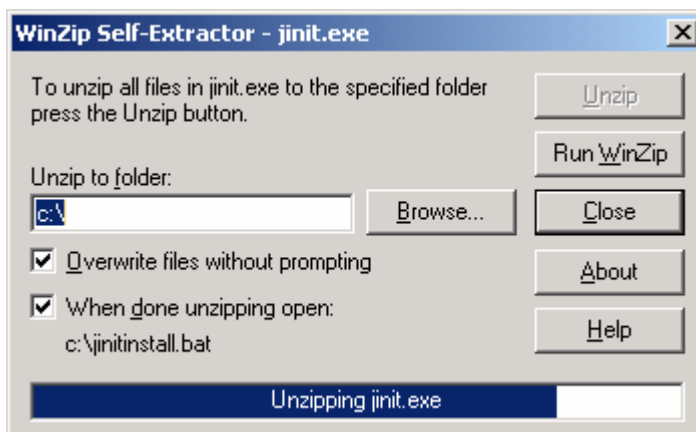 WinZip Self-Extractor - jinit.exe
To unzip all files in jinit.exe to the specified folder
press the Unzip button.
Unzip
Run WinZip
Unzip to folder:
c:\
Browse...
Close
Overwrite files without prompting
About
When done unzipping open:
c:\jinitinstall.bat
Help
Unzipping jinit.exe